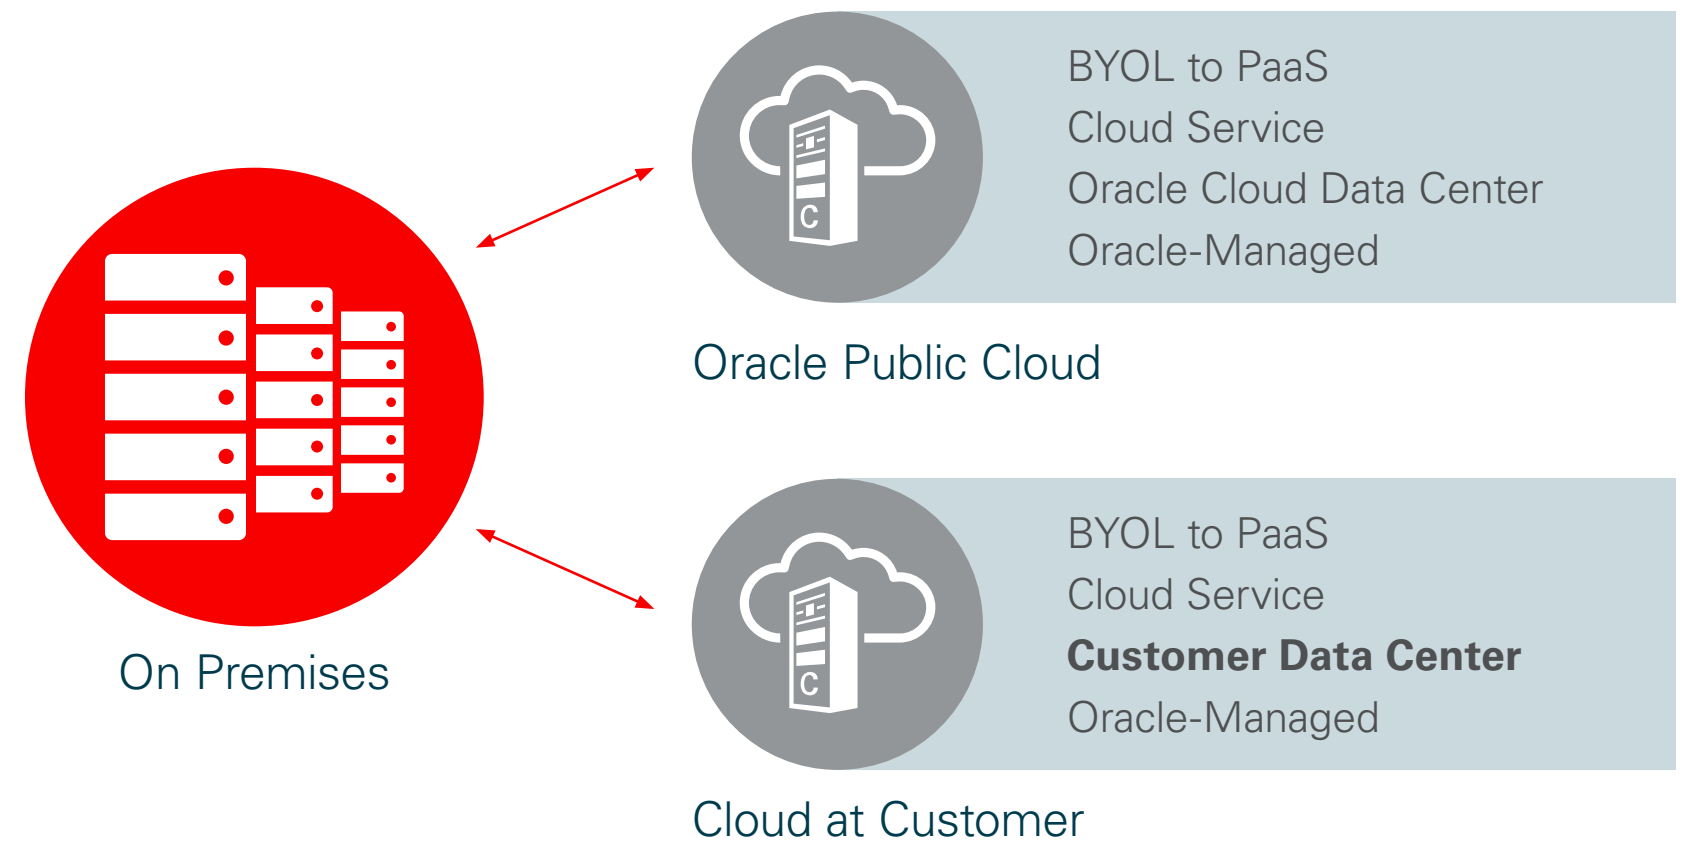 BYOL to PaaS
Cloud Service
Oracle Cloud Data Center
Oracle-Managed
C
Oracle Public Cloud
On Premises
BYOL to PaaS
Cloud Service
Customer Data Center
Oracle-Managed
C
Cloud at Customer